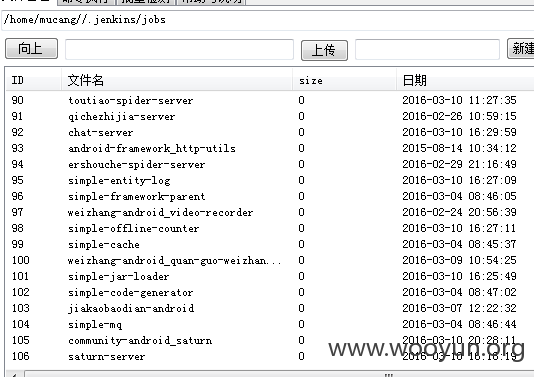 /home/mucang//.jenkins/jobs
向上 上传 新建
ID 文件名 size 日期
90 toutiao-spider-server 0 2016-03-10 11:27:35
91 qichezhijia-server 0 2016-02-26 10:59:15
92 chat-server 0 2016-03-10 16:29:59
93 android-framework_http-utils 0 2015-08-14 10:34:12
94 ershouche-spider-server 0 2016-02-29 21:16:49
95 simple-entity-log 0 2016-03-10 16:27:09
96 simple-framework-parent 0 2016-03-04 08:46:05
97 weizhang-android_video-recorder 0 2016-02-24 20:56:39
98 simple-offline-counter 0 2016-03-10 16:27:11
99 simple-cache 0 2016-03-04 08:45:37
100 weizhang-android_quan-guo-weizhan... 0 2016-03-09 10:54:25
101 simple-jar-loader 0 2016-03-10 16:25:49
102 simple-code-generator 0 2016-03-04 08:47:02
103 jiakaobaodian-android 0 2016-03-07 12:22:32
104 simple-mq 0 2016-03-04 08:46:44
105 community-android_saturn 0 2016-03-10 20:28:11
106 saturn-server 0 2016-03-10 16:16:19
www.wooyun.org